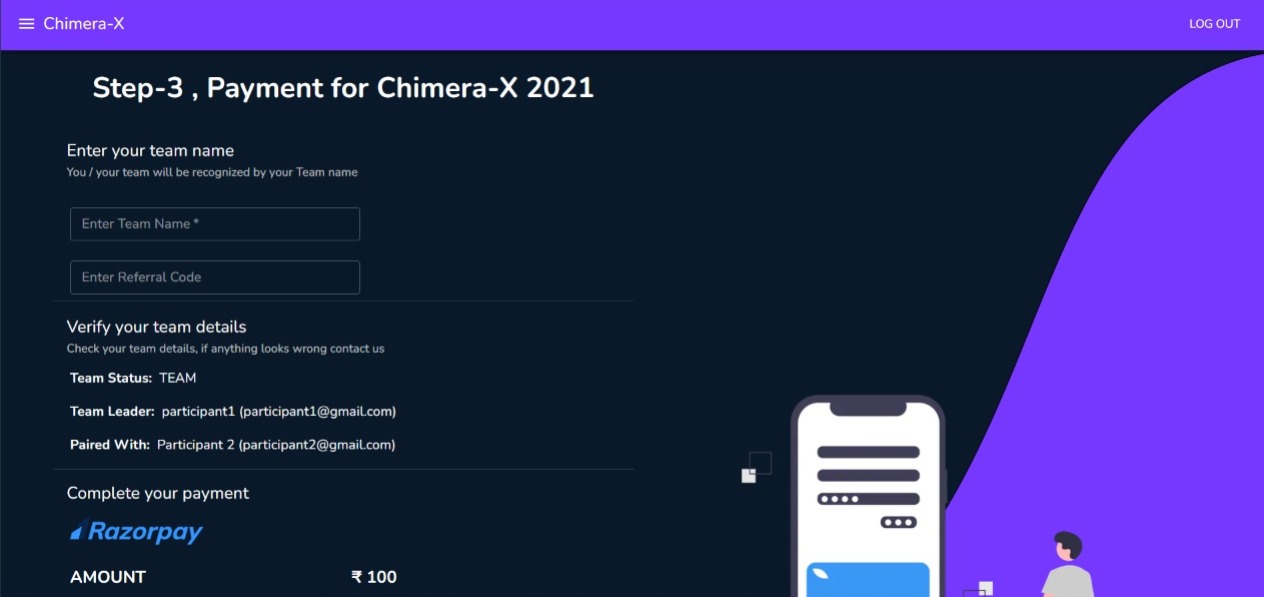 Chimera-X
LOG OUT
Step-3 , Payment for Chimera-X 2021
Enter your team name
You / your team will be recognized by your Team name
Enter Team Name *
Enter Referral Code
Verify your team details
Check your team details, if anything looks wrong contact us
Team Status: TEAM
Team Leader: participant1 (participant1@gmail.com)
Paired With: Participant 2 (participant2@gmail.com)
Complete your payment
Razorpay
AMOUNT ₹ 100